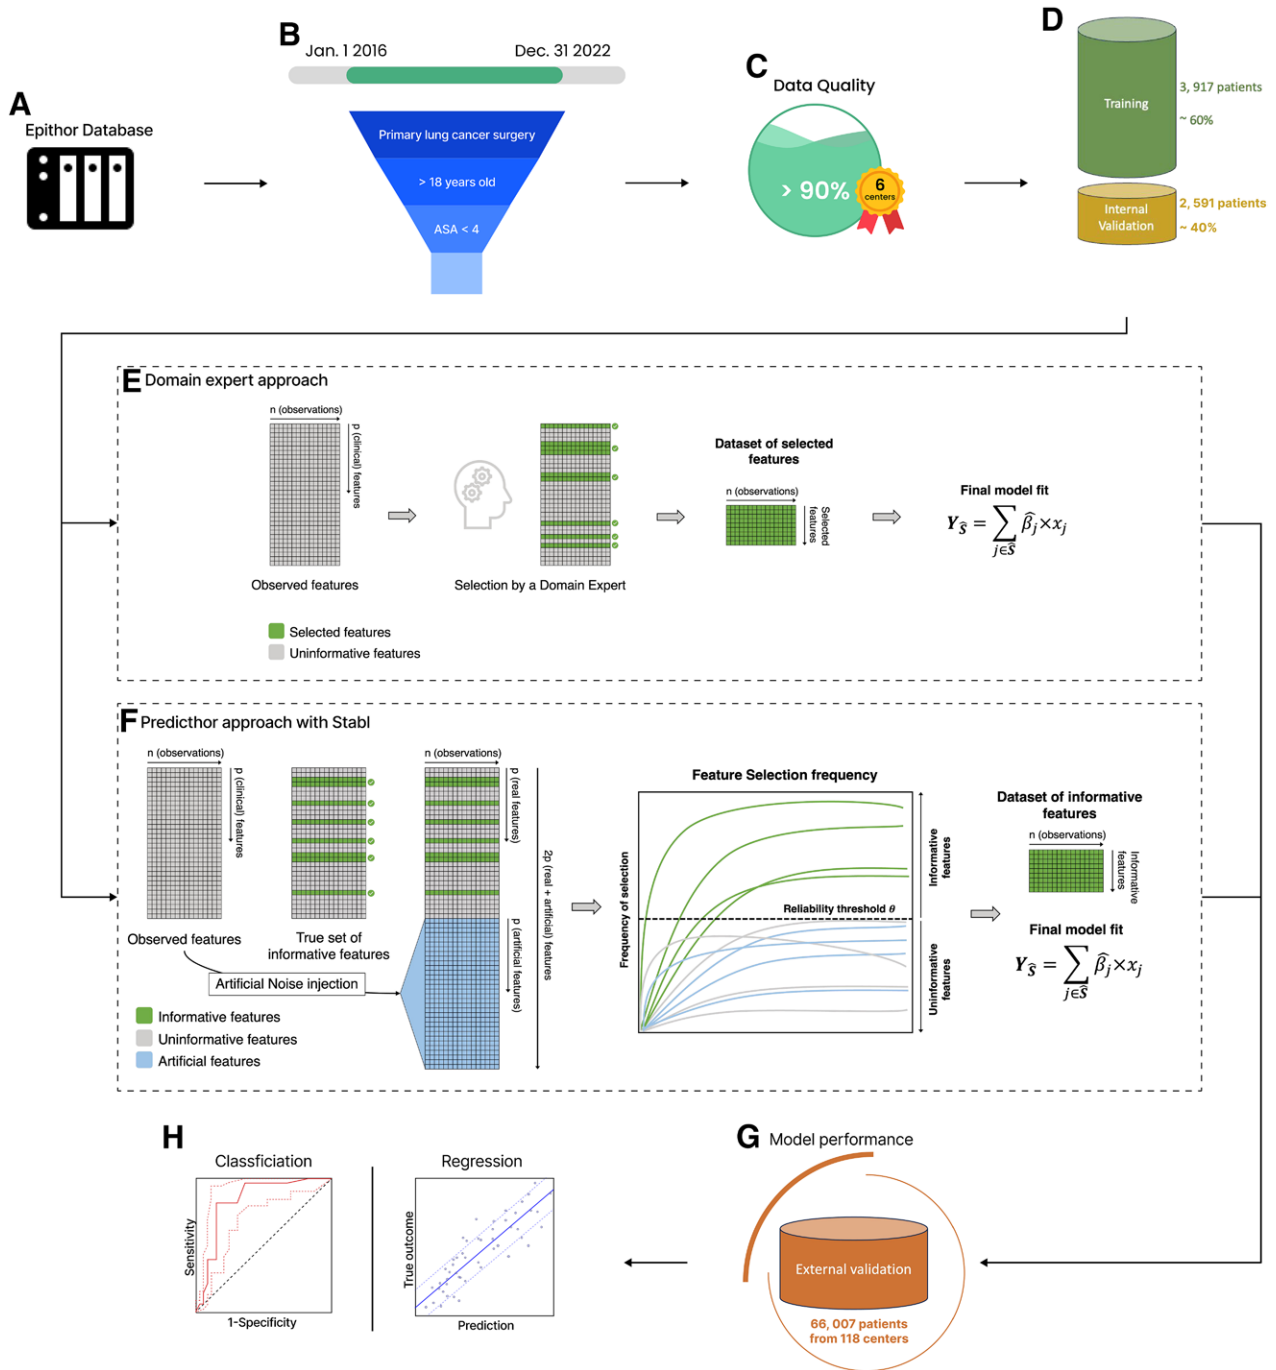 A
Epithor Database
B
Jan. 1 2016
Dec. 31 2022
Primary lung cancer surgery
> 18 years old
ASA < 4
C
Data Quality
> 90%
6
centers
D
Training
3, 917 patients
~ 60%
Internal
Validation
2, 591 patients
~ 40%
E Domain expert approach
n (observations)
p (clinical) features
Observed features
Selection by a Domain Expert
Dataset of selected
features
n (observations)
Selected
features
Final model fit
Y_Ŝ = ∑_{j∈Ŝ} β̂_j × x_j
Selected features
Uninformative features
F Predicthor approach with Stabl
n (observations)
p (clinical) features
Observed features
True set of
informative features
Artificial Noise injection
n (observations)
p (real features)
p (artificial features)
2p (real + artificial) features
Informative features
Uninformative features
Artificial features
Feature Selection frequency
Frequency of selection
Reliability threshold θ
Informative
features
Uninformative
features
Dataset of informative
features
n (observations)
Informative
features
Final model fit
Y_Ŝ = ∑_{j∈Ŝ} β̂_j × x_j
H
Classficiation
Sensitivity
1-Specificity
Regression
True outcome
Prediction
G Model performance
External validation
66, 007 patients
from 118 centers